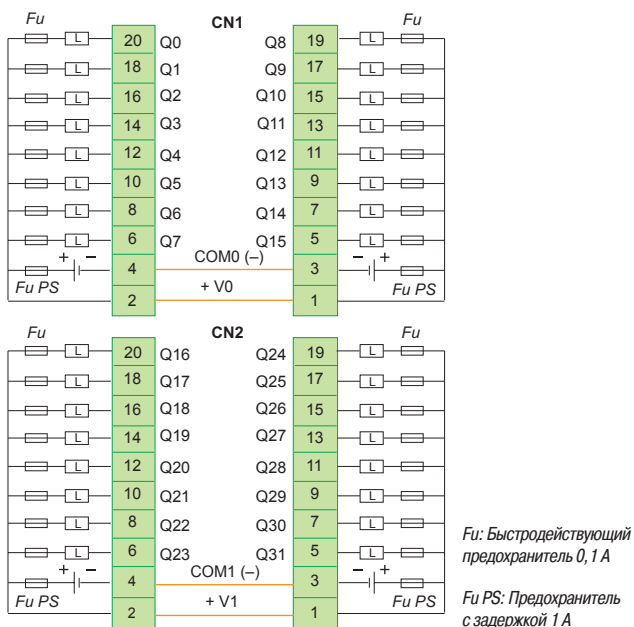 Fu CN1 Fu
L 20 Q0 Q8 19 L
L 18 Q1 Q9 17 L
L 16 Q2 Q10 15 L
L 14 Q3 Q11 13 L
L 12 Q4 Q12 11 L
L 10 Q5 Q13 9 L
L 8 Q6 Q14 7 L
L 6 Q7 Q15 5 L
+ – 4 COM0 (–) 3 – +
Fu PS 2 + V0 1 Fu PS
Fu CN2 Fu
L 20 Q16 Q24 19 L
L 18 Q17 Q25 17 L
L 16 Q18 Q26 15 L
L 14 Q19 Q27 13 L
L 12 Q20 Q28 11 L
L 10 Q21 Q29 9 L
L 8 Q22 Q30 7 L
L 6 Q23 Q31 5 L
+ – 4 COM1 (–) 3 – +
Fu PS 2 + V1 1 Fu PS
Fu: Быстродействующий
предохранитель 0,1 A
Fu PS: Предохранитель
с задержкой 1 A